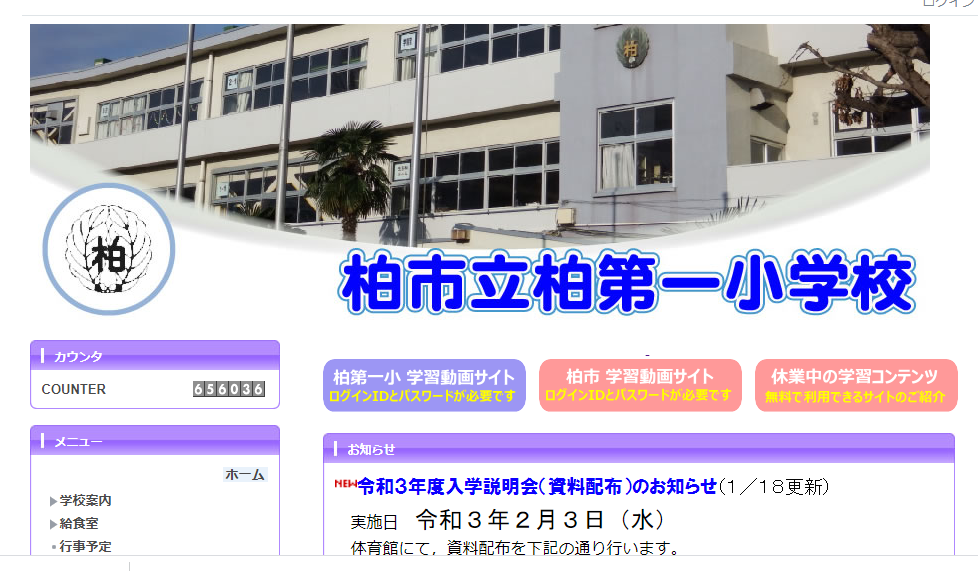 ログイン
柏
柏
柏市立柏第一小学校
カウンタ
COUNTER 656036
メニュー
ホーム
学校案内
給食室
行事予定
柏第一小 学習動画サイト
ログインIDとパスワードが必要です
柏市 学習動画サイト
ログインIDとパスワードが必要です
休業中の学習コンテンツ
無料で利用できるサイトのご紹介
お知らせ
NEW令和3年度入学説明会(資料配布)のお知らせ(1/18更新)
実施日 令和3年2月3日(水)
体育館にて，資料配布を下記の通り行います。